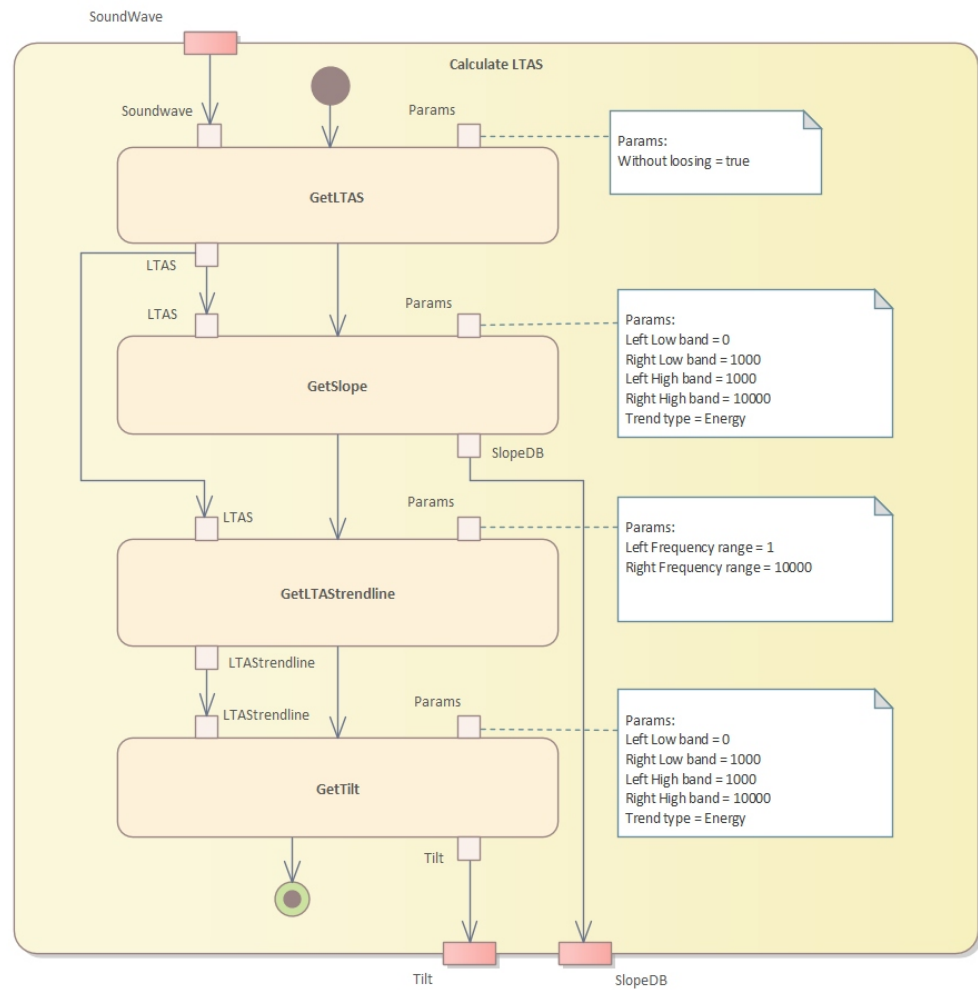 SoundWave
Calculate LTAS
Soundwave
Params
Params:
Without loosing = true
GetLTAS
LTAS
LTAS
Params
Params:
Left Low band = 0
Right Low band = 1000
Left High band = 1000
Right High band = 10000
Trend type = Energy
GetSlope
SlopeDB
LTAS
Params
Params:
Left Frequency range = 1
Right Frequency range = 10000
GetLTAStrendline
LTAStrendline
LTAStrendline
Params
Params:
Left Low band = 0
Right Low band = 1000
Left High band = 1000
Right High band = 10000
Trend type = Energy
GetTilt
Tilt
Tilt
SlopeDB